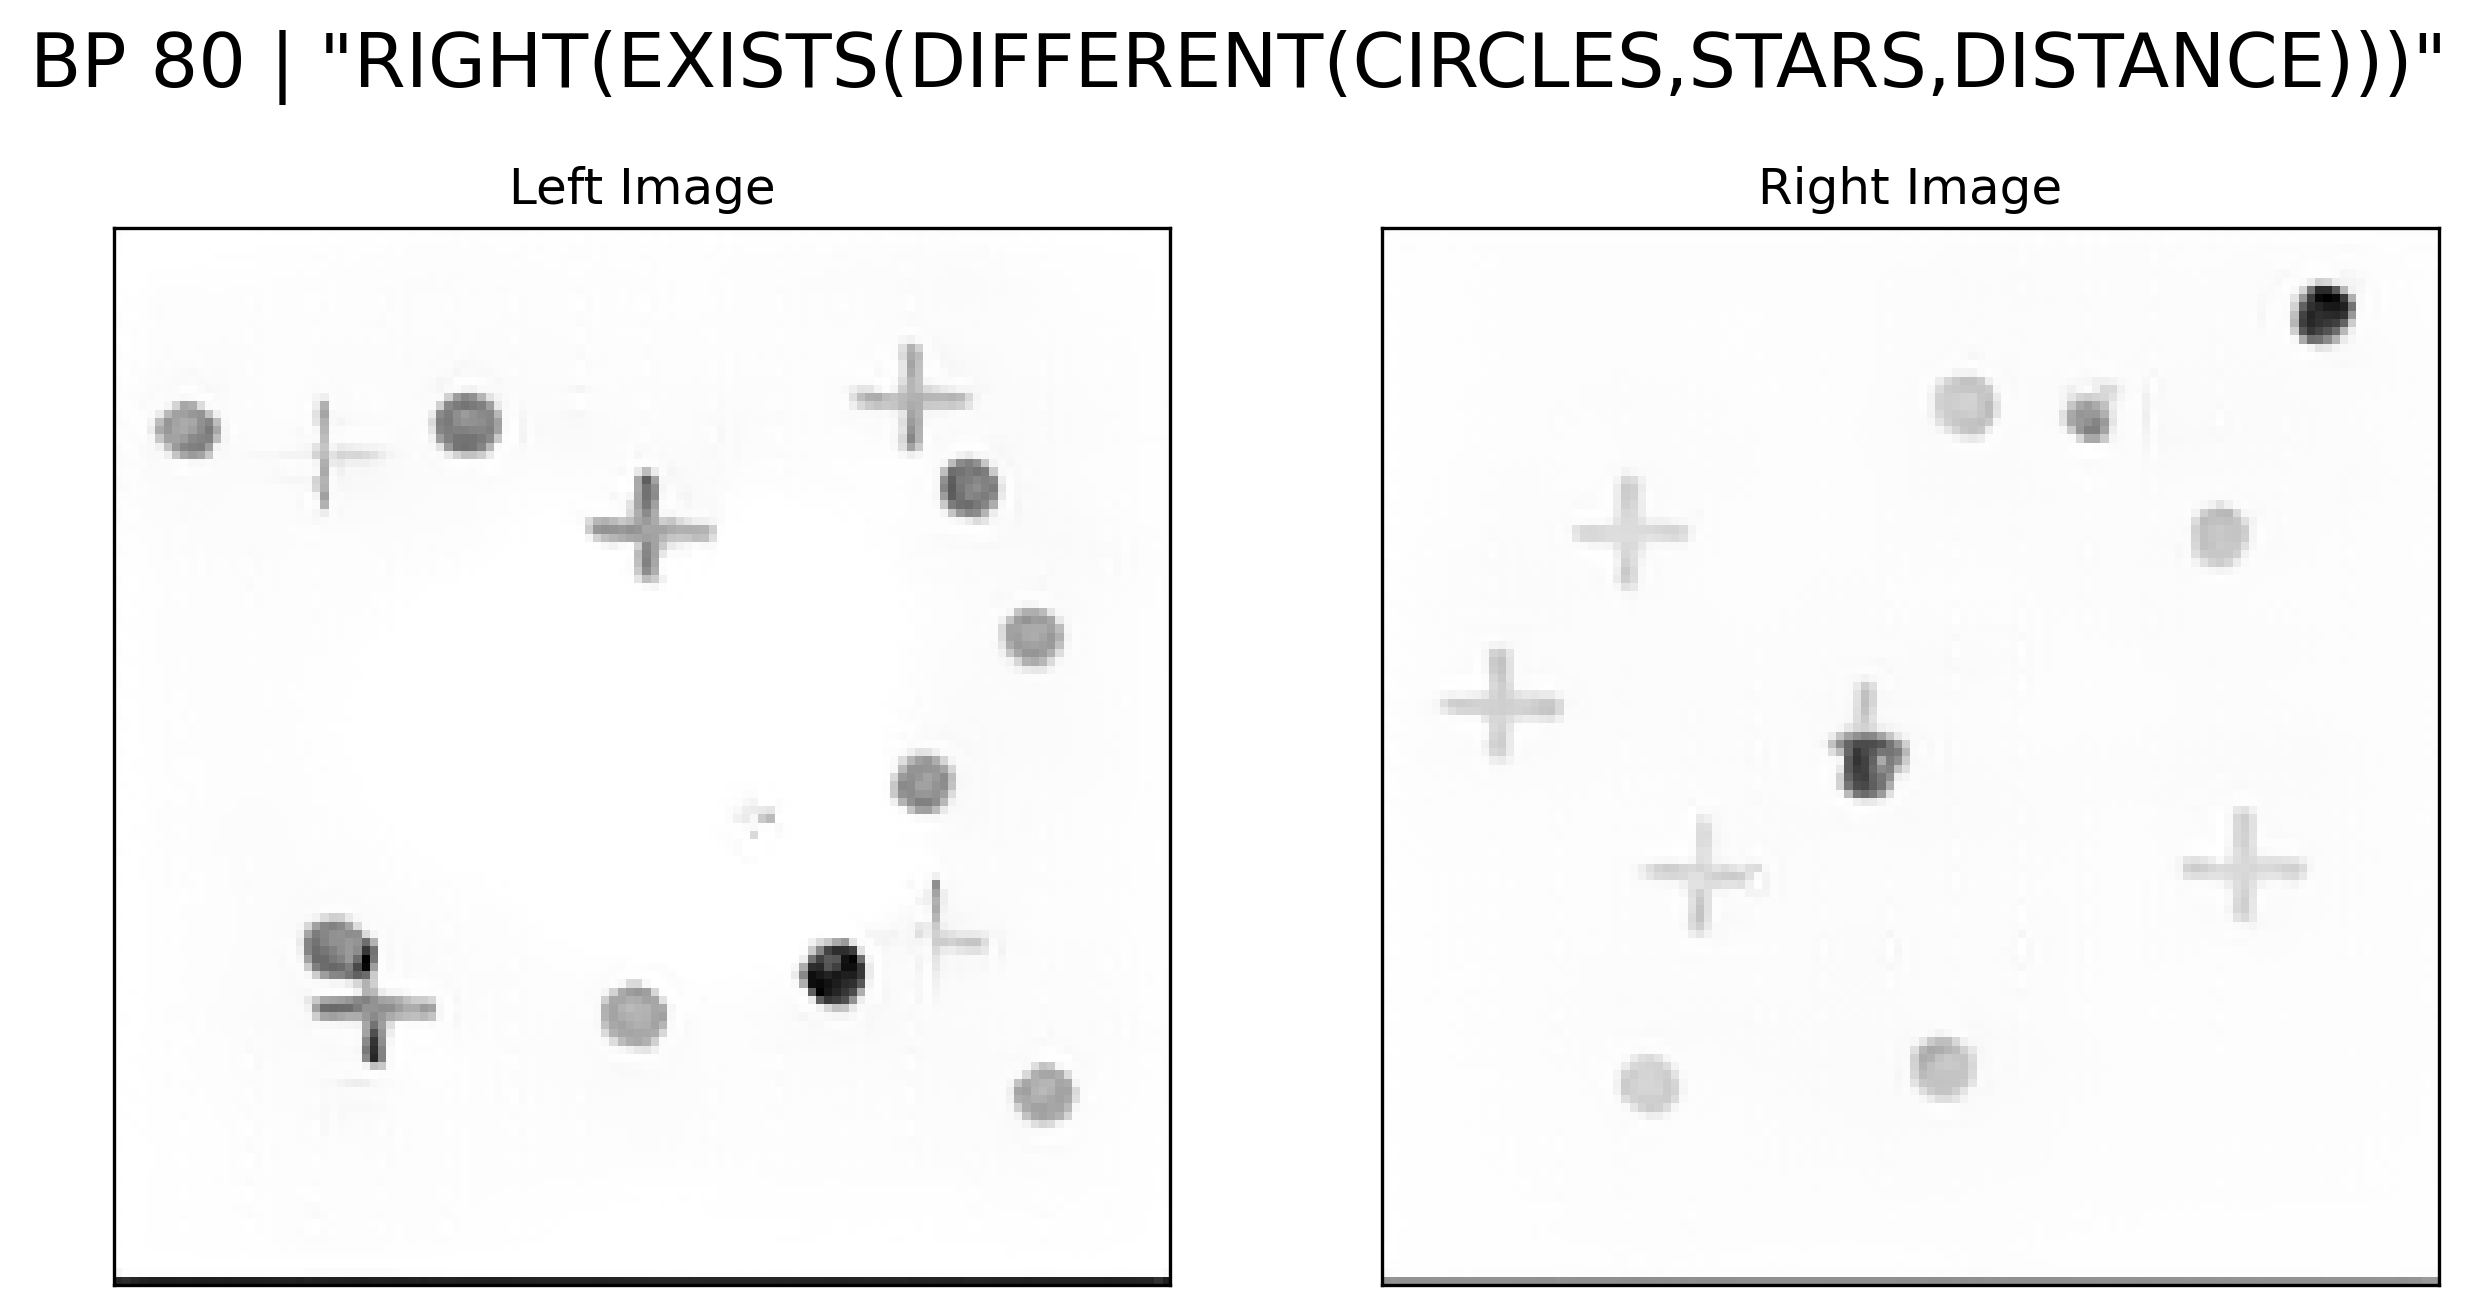 BP 80 | "RIGHT(EXISTS(DIFFERENT(CIRCLES,STARS,DISTANCE)))"
Left Image
Right Image